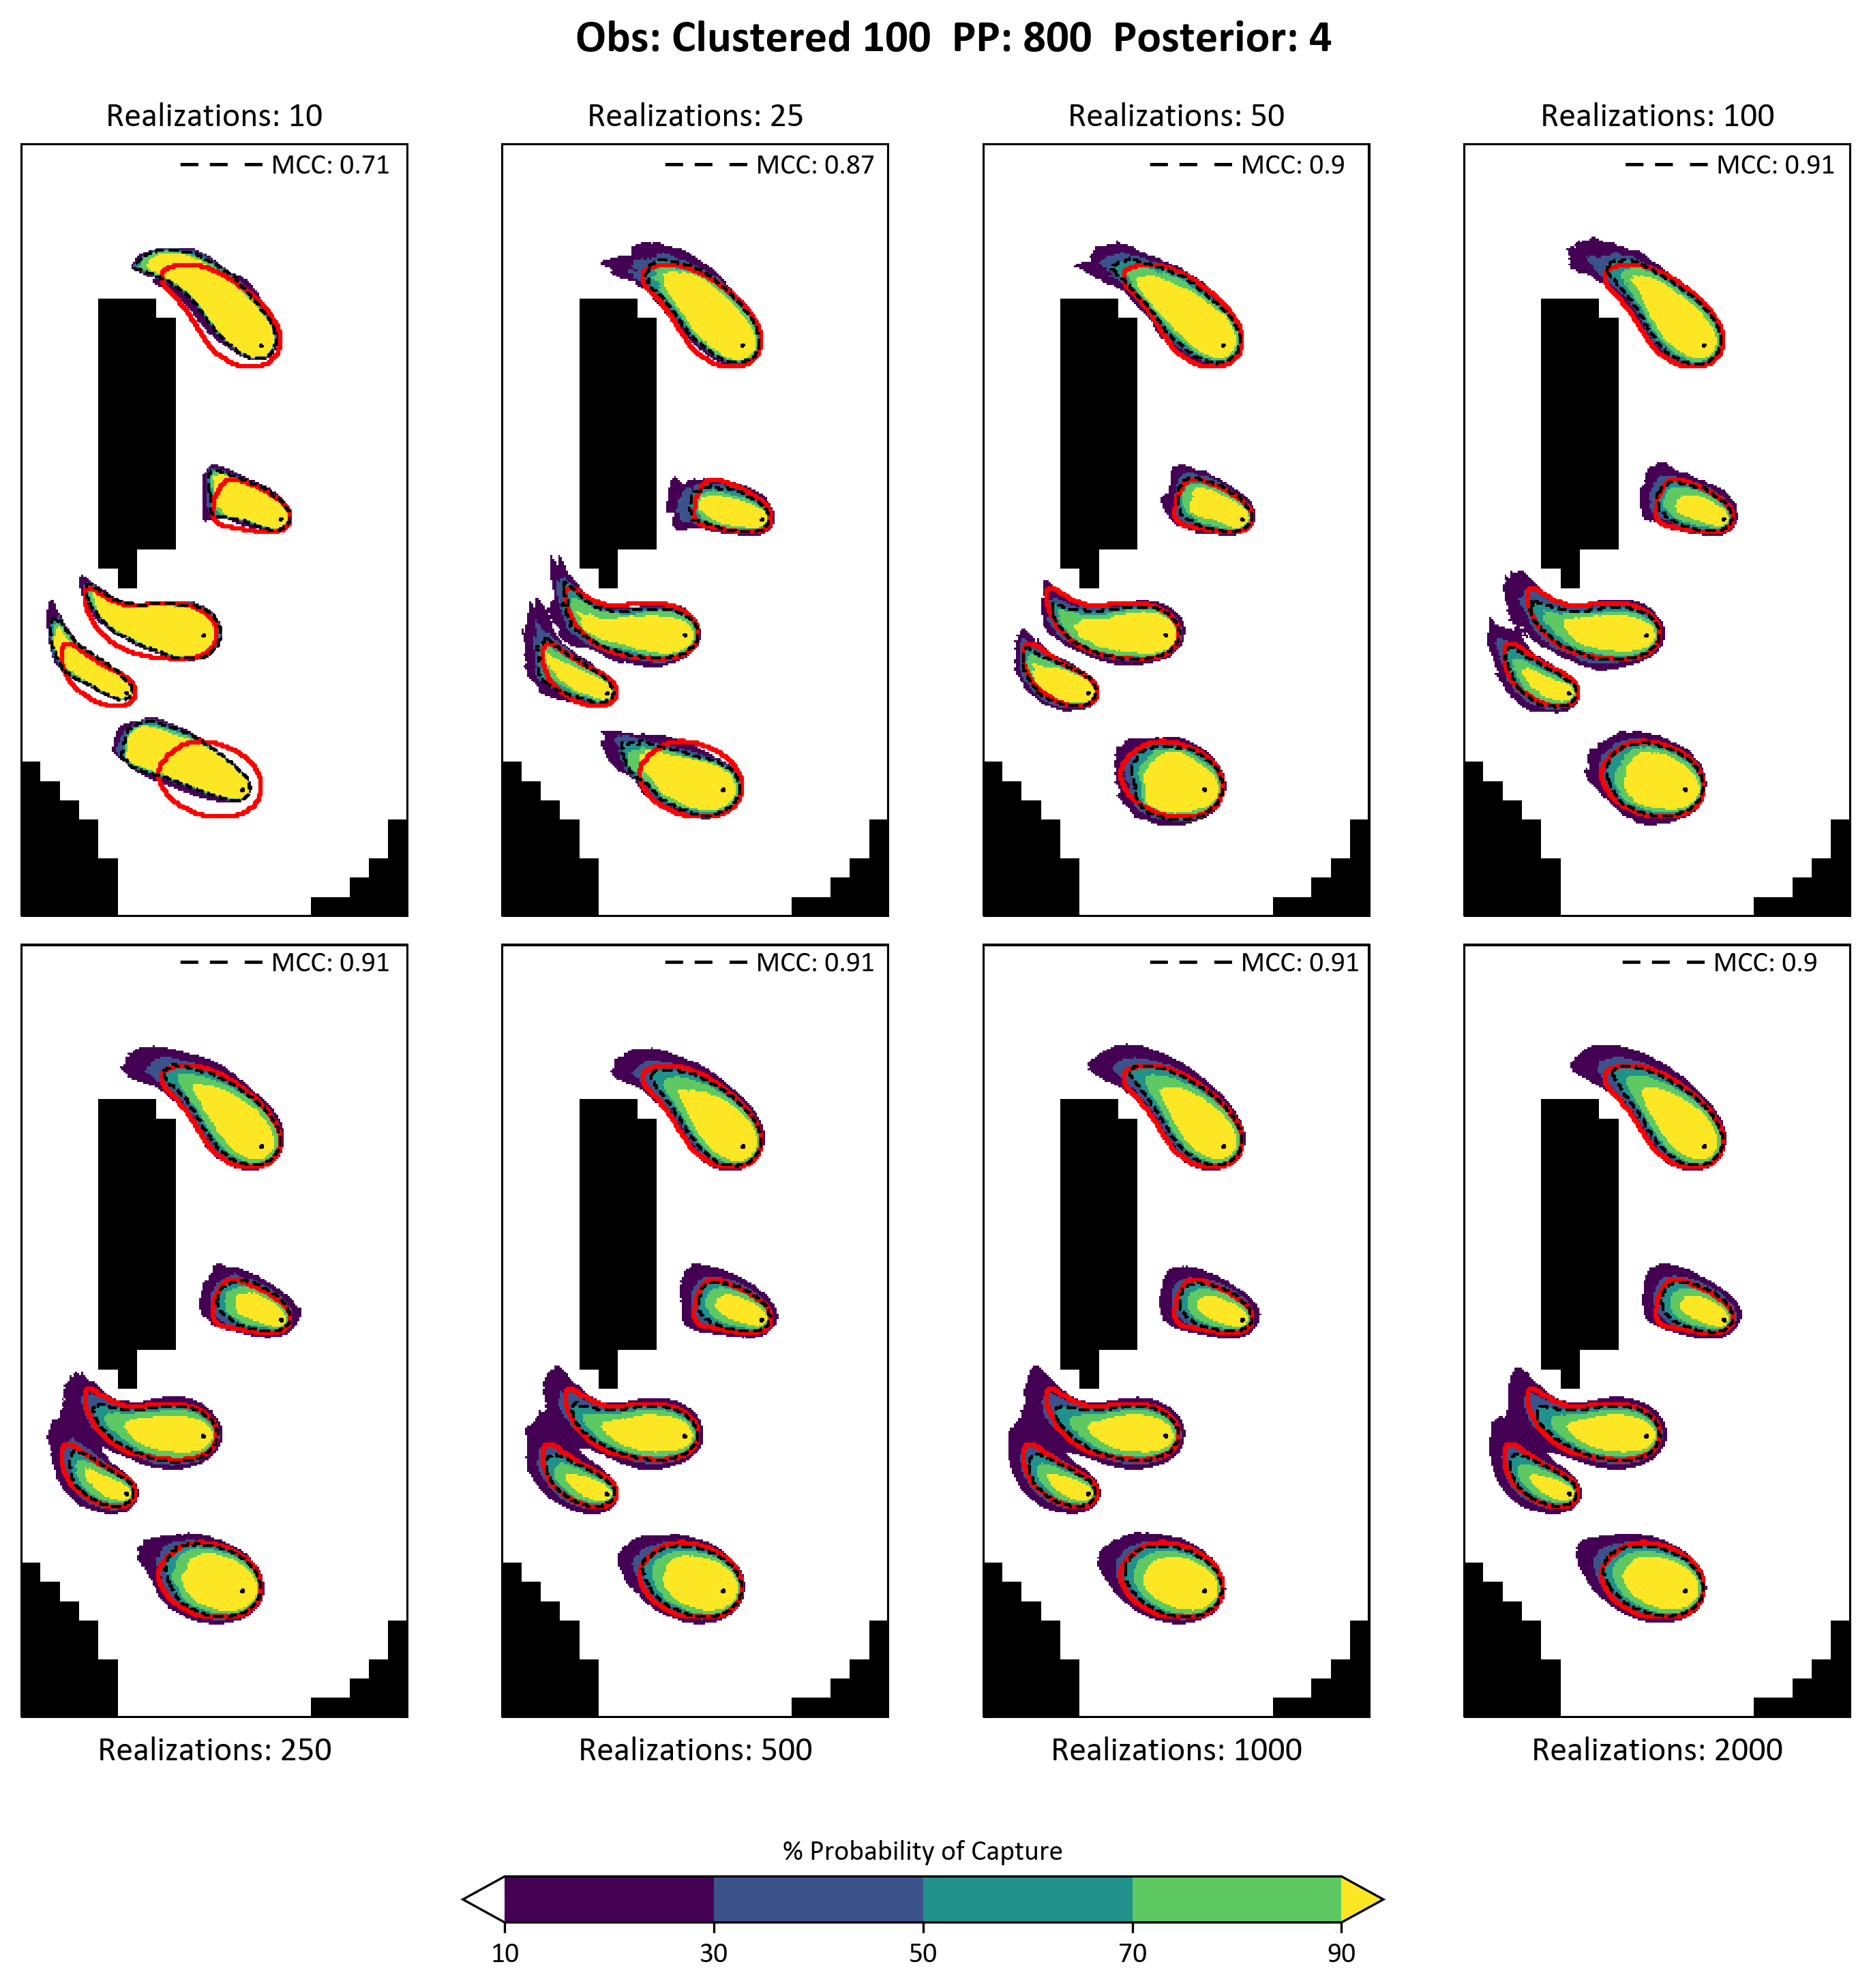 Obs: Clustered 100 PP: 800 Posterior: 4
Realizations: 10
Realizations: 25
Realizations: 50
Realizations: 100
MCC: 0.71
MCC: 0.87
MCC: 0.9
MCC: 0.91
MCC: 0.91
MCC: 0.91
MCC: 0.91
MCC: 0.9
Realizations: 250
Realizations: 500
Realizations: 1000
Realizations: 2000
% Probability of Capture
10
30
50
70
90